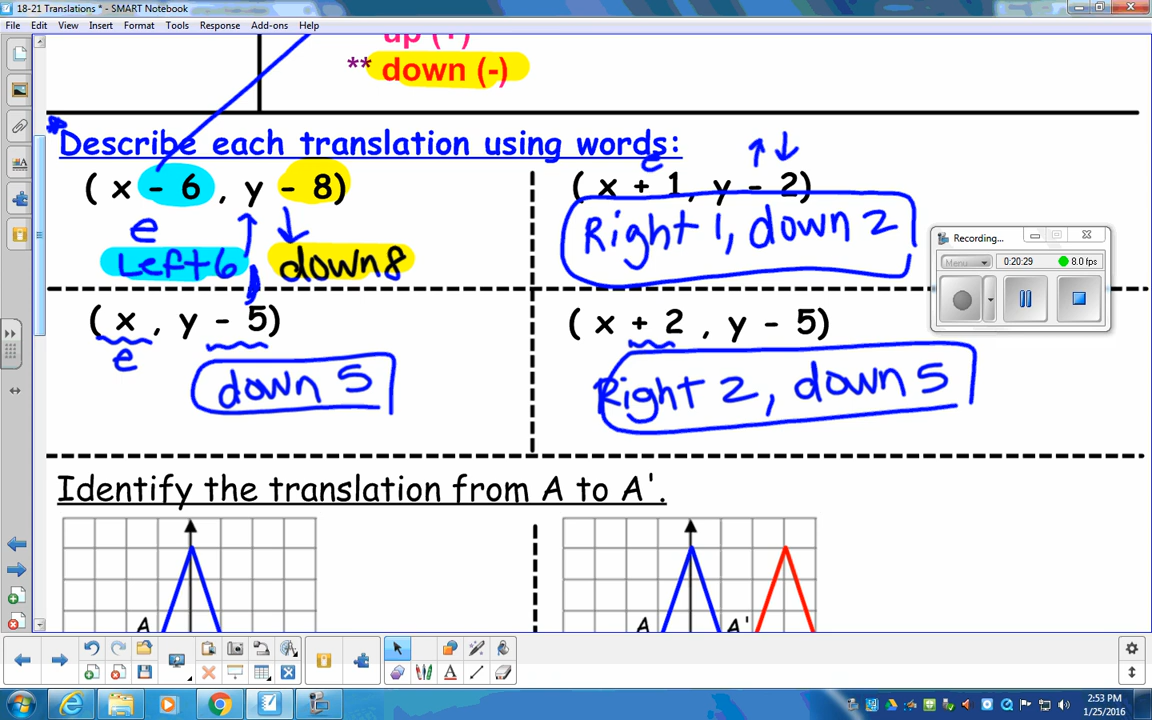 18-21 Translations * - SMART Notebook
File Edit View Insert Format Tools Response Add-ons Help
up (+)
** down (-)
*Describe each translation using words:
( x - 6 , y - 8)
e
Left 6, down 8
( x + 1, y - 2)
e
Right 1, down 2
Recording...
Menu
0:20:29 8.0 fps
( x , y - 5)
e
down 5
( x + 2 , y - 5)
Right 2, down 5
Identify the translation from A to A'.
A
A A'
2:53 PM
1/25/2016